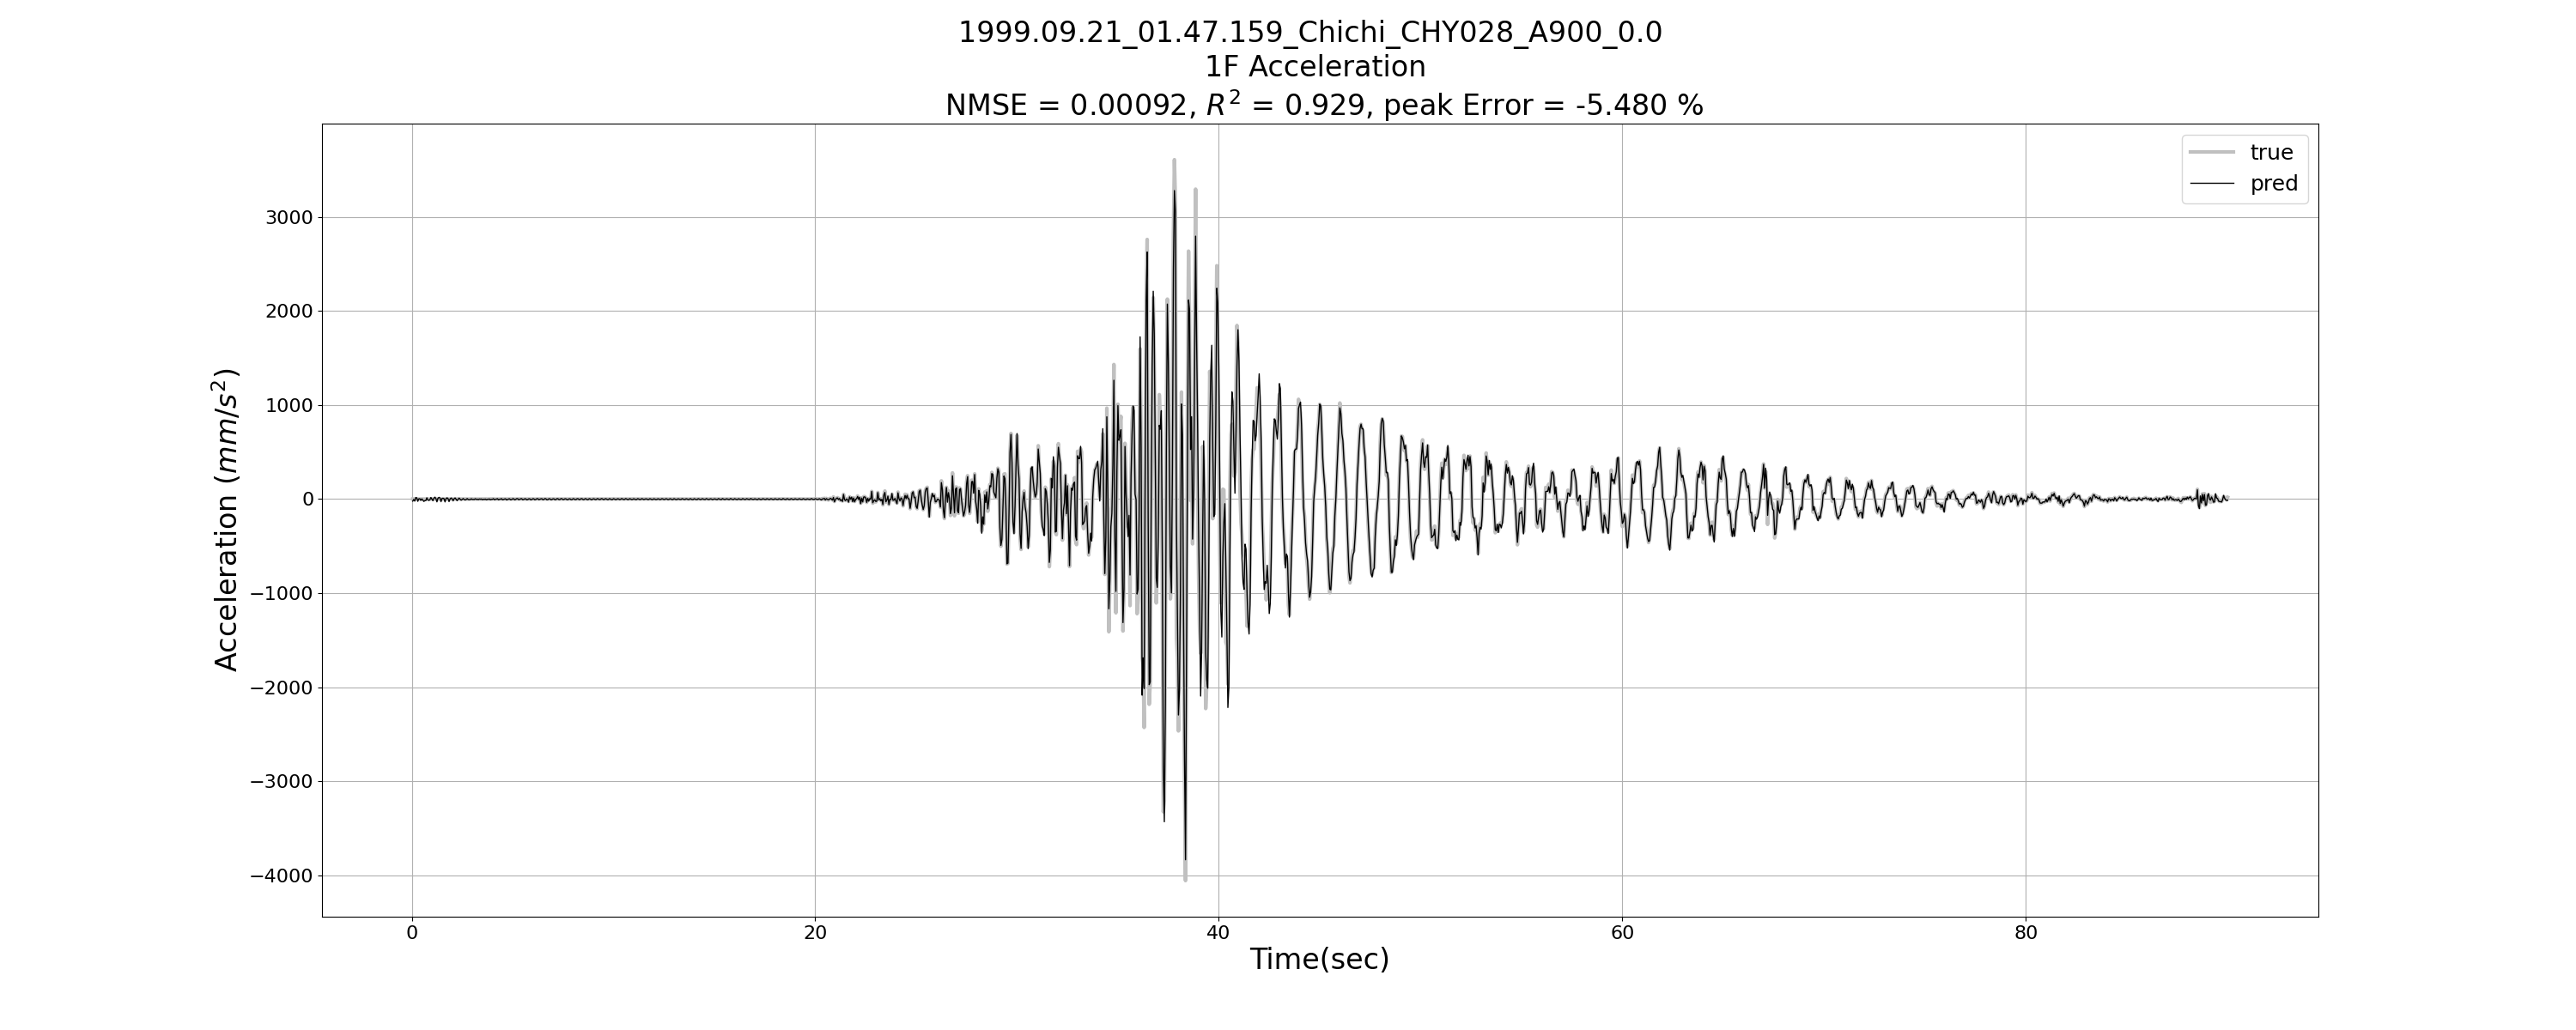 1999.09.21_01.47.159_Chichi_CHY028_A900_0.0
1F Acceleration
NMSE = 0.00092, R² = 0.929, peak Error = -5.480 %
true
pred
Acceleration (mm/s²)
3000
2000
1000
0
−1000
−2000
−3000
−4000
0 20 40 60 80
Time(sec)